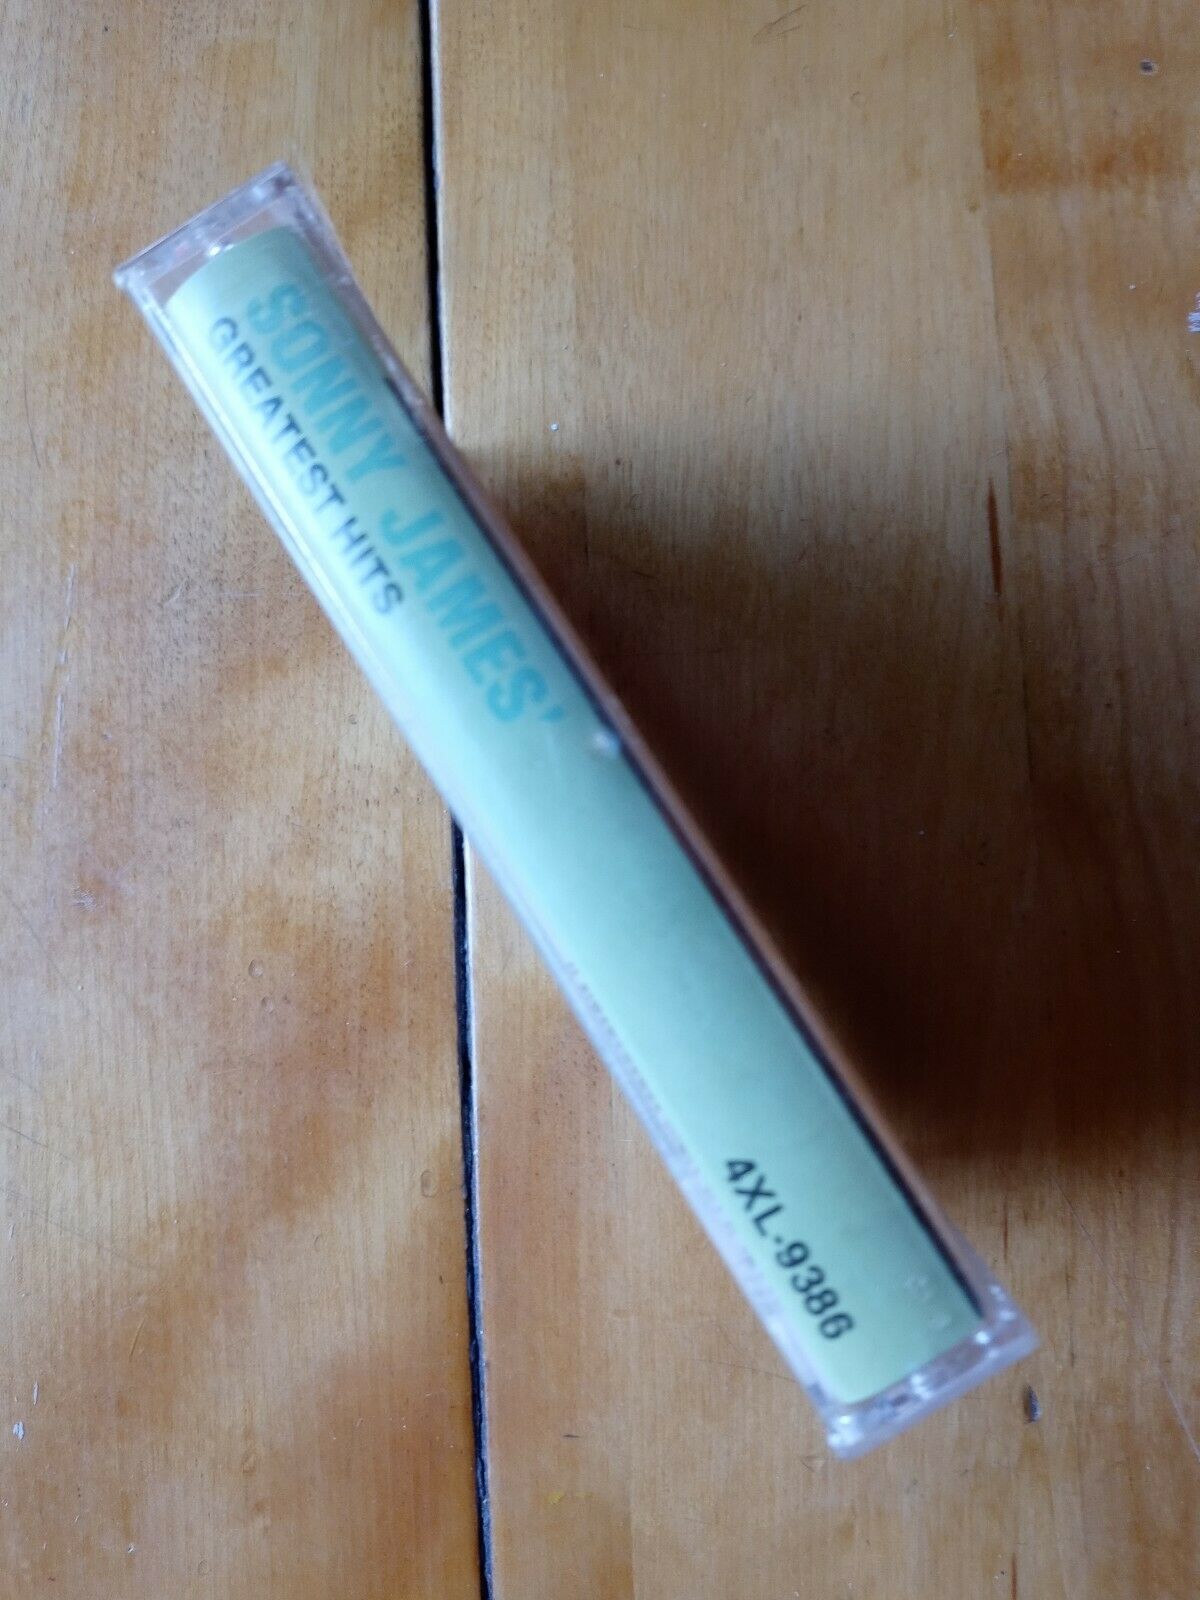 SONNY JAMES'
GREATEST HITS
4XL-9386